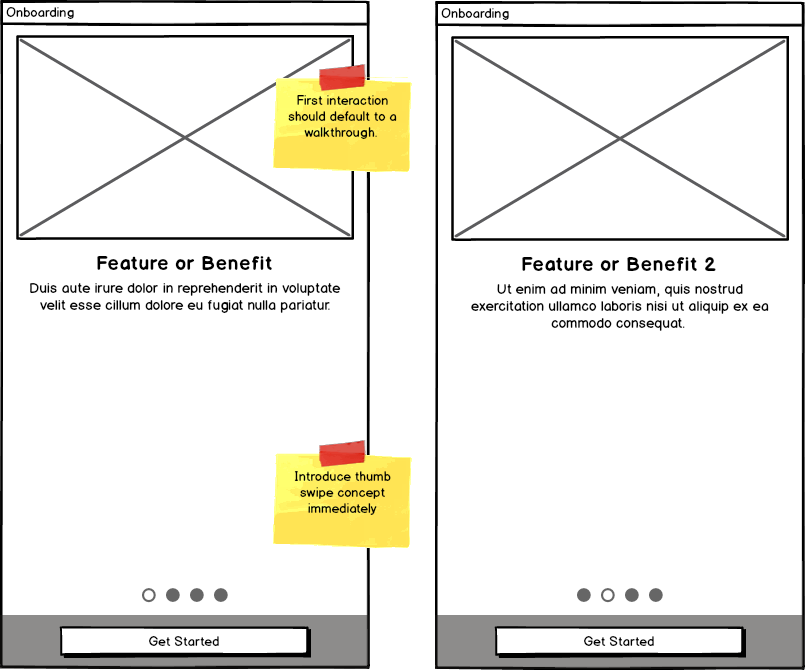 Onboarding
First interaction
should default to a
walkthrough.
Feature or Benefit
Duis aute irure dolor in reprehenderit in voluptate
velit esse cillum dolore eu fugiat nulla pariatur.
Introduce thumb
swipe concept
immediately
Get Started
Onboarding
Feature or Benefit 2
Ut enim ad minim veniam, quis nostrud
exercitation ullamco laboris nisi ut aliquip ex ea
commodo consequat.
Get Started